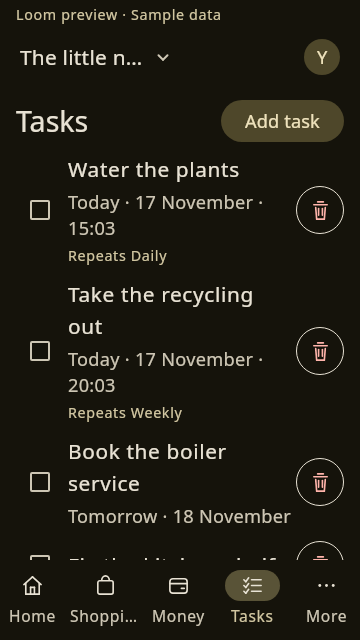 Loom preview · Sample data
The little n...
Y
Tasks
Add task
Water the plants
Today · 17 November ·
15:03
Repeats Daily
Take the recycling
out
Today · 17 November ·
20:03
Repeats Weekly
Book the boiler
service
Tomorrow · 18 November
Home
Shoppi...
Money
Tasks
More